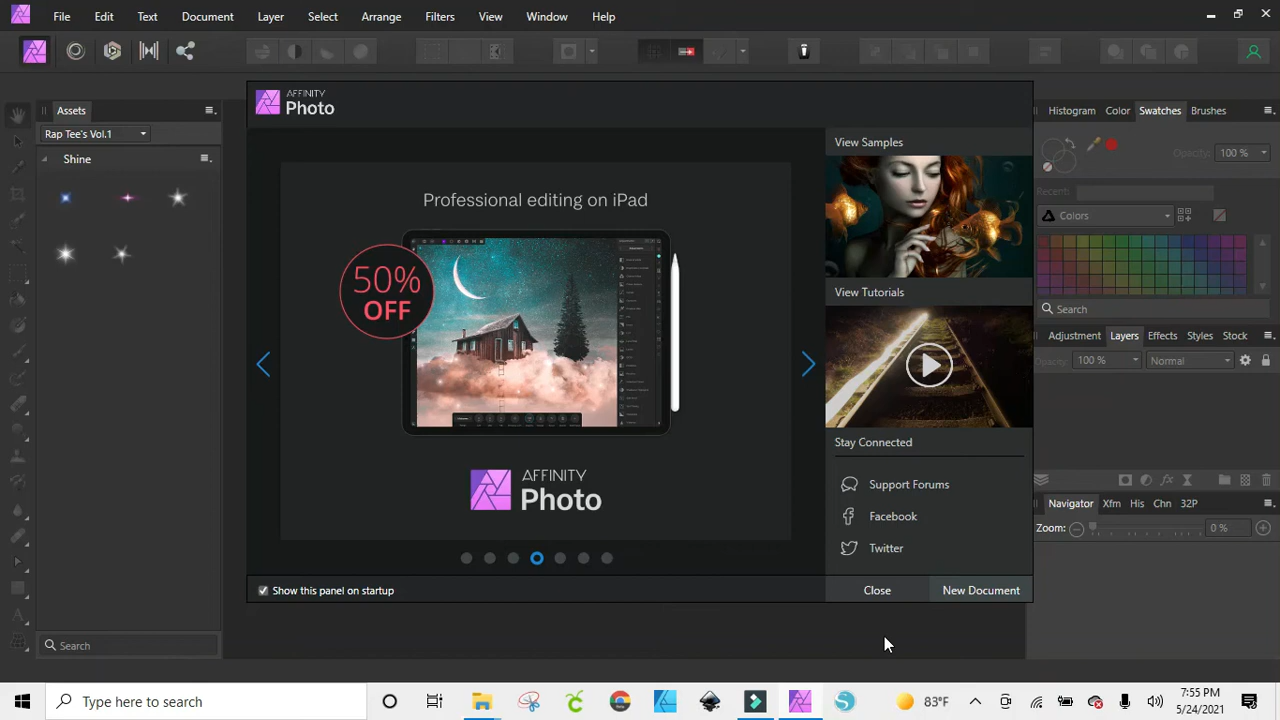 File Edit Text Document Layer Select Arrange Filters View Window Help
Assets
Rap Tee's Vol.1
Shine
Search
AFFINITY
Photo
Professional editing on iPad
50%
OFF
AFFINITY
Photo
Show this panel on startup
View Samples
View Tutorials
Stay Connected
Support Forums
Facebook
Twitter
Close New Document
Histogram Color Swatches Brushes
Opacity: 100 %
Recent:
Colors
Search
Adjustment Layers Effects Styles Stock
Opacity: 100 % Normal
Navigator Xfm His Chn 32P
Zoom: 0 %
Type here to search
83°F
7:55 PM
5/24/2021